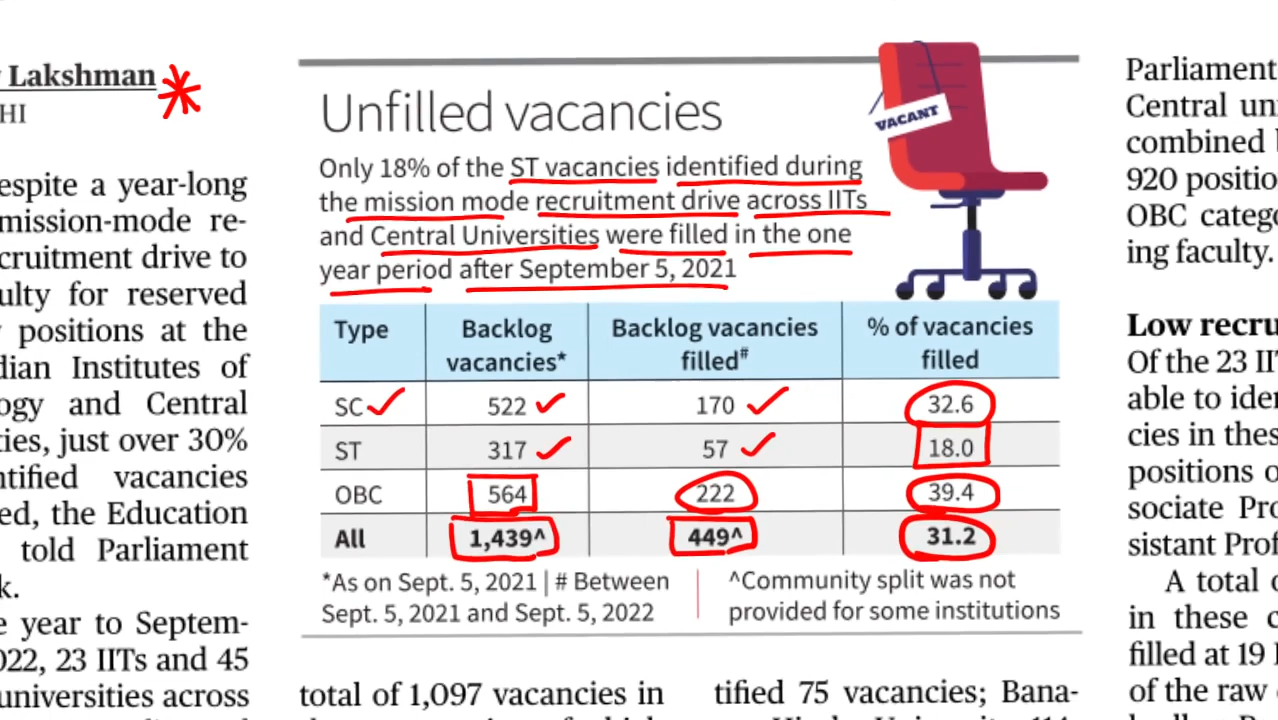 Lakshman
HI
espite a year-long
mission-mode re-
cruitment drive to
ulty for reserved
positions at the
dian Institutes of
ogy and Central
ties, just over 30%
ntified vacancies
ed, the Education
told Parliament
k.
e year to Septem-
022, 23 IITs and 45
universities across
Unfilled vacancies
Only 18% of the ST vacancies identified during
the mission mode recruitment drive across IITs
and Central Universities were filled in the one
year period after September 5, 2021
VACANT
Type Backlog vacancies* Backlog vacancies filled# % of vacancies filled
SC 522 170 32.6
ST 317 57 18.0
OBC 564 222 39.4
All 1,439^ 449^ 31.2
*As on Sept. 5, 2021 | # Between
Sept. 5, 2021 and Sept. 5, 2022
^Community split was not
provided for some institutions
total of 1,097 vacancies in
tified 75 vacancies; Bana-
Parliament
Central uni
combined b
920 positio
OBC categ
ing faculty.
Low recru
Of the 23 II
able to iden
cies in these
positions o
sociate Pro
sistant Prof
A total o
in these c
filled at 19 I
of the raw